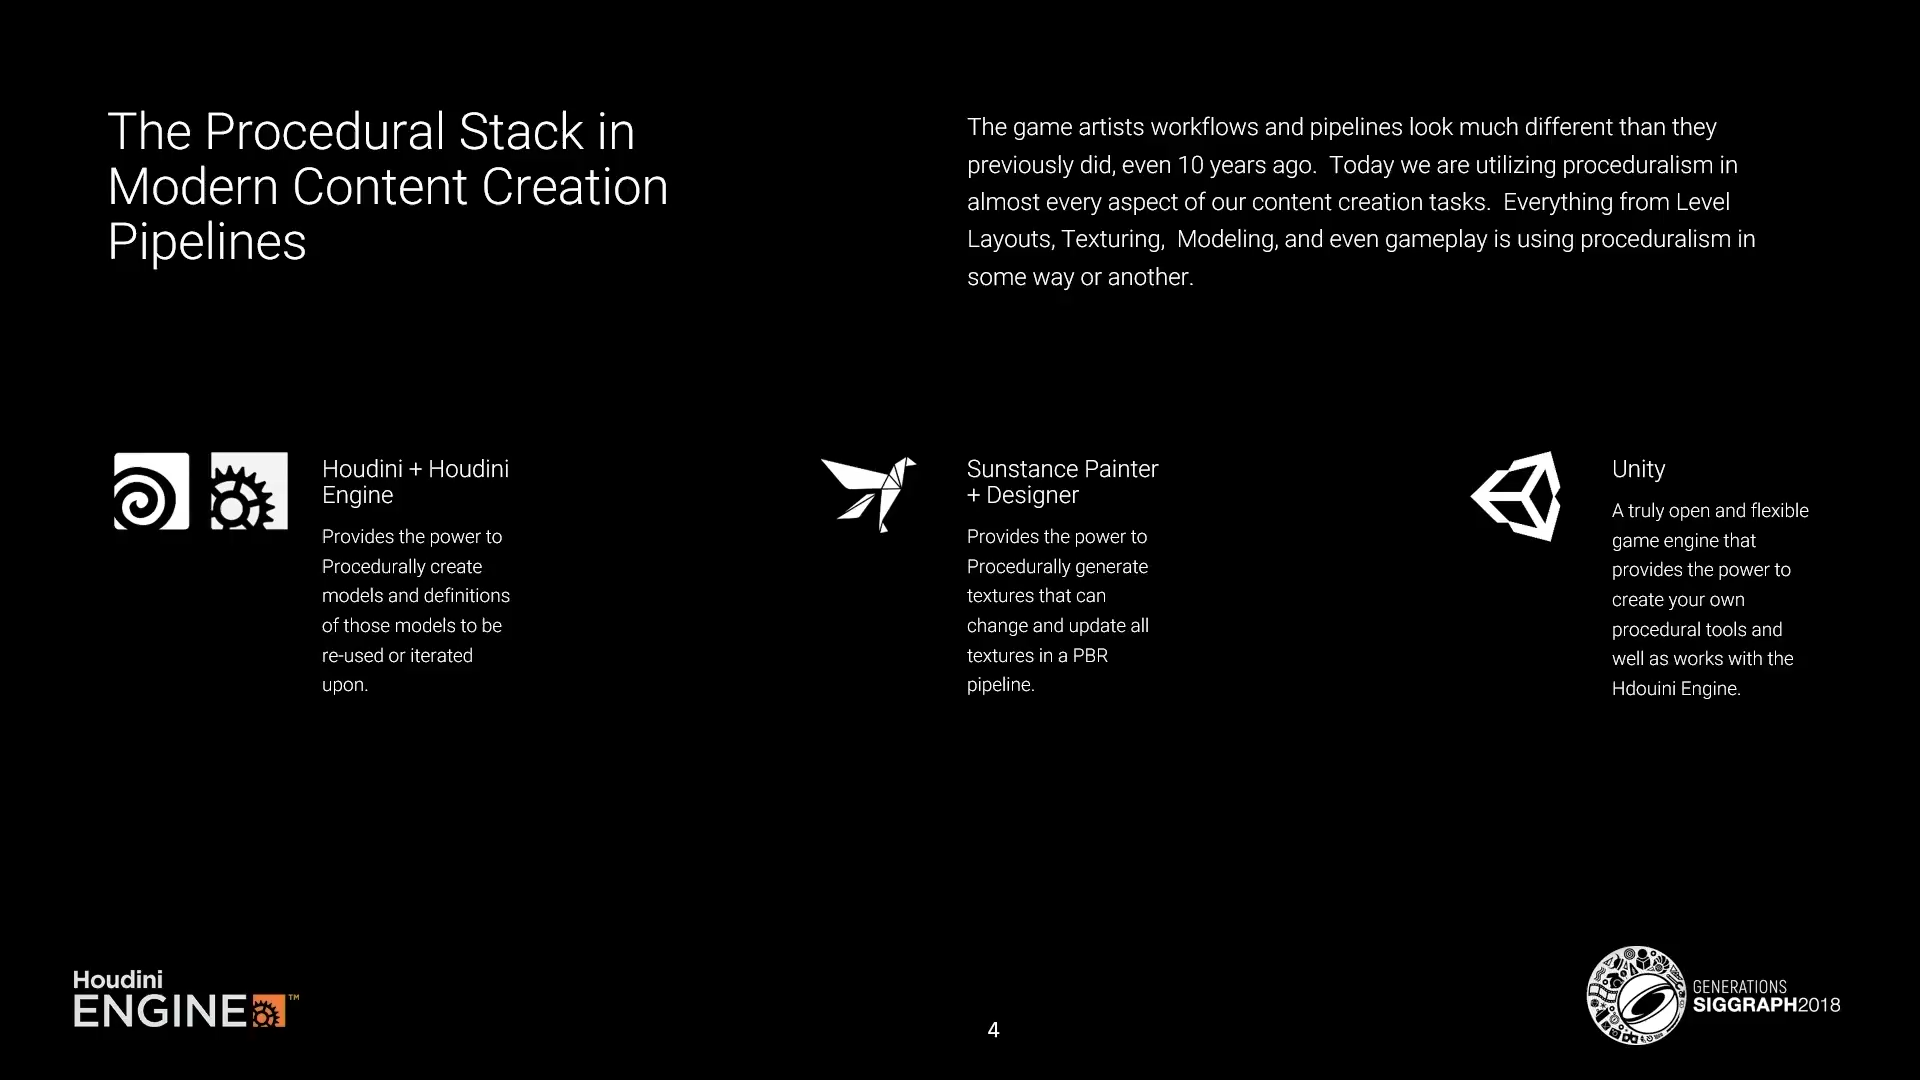 The Procedural Stack in
Modern Content Creation
Pipelines
The game artists workflows and pipelines look much different than they
previously did, even 10 years ago. Today we are utilizing proceduralism in
almost every aspect of our content creation tasks. Everything from Level
Layouts, Texturing, Modeling, and even gameplay is using proceduralism in
some way or another.
Houdini + Houdini
Engine
Provides the power to
Procedurally create
models and definitions
of those models to be
re-used or iterated
upon.
Sunstance Painter
+ Designer
Provides the power to
Procedurally generate
textures that can
change and update all
textures in a PBR
pipeline.
Unity
A truly open and flexible
game engine that
provides the power to
create your own
procedural tools and
well as works with the
Hdouini Engine.
Houdini
ENGINE™
4
GENERATIONS
SIGGRAPH2018